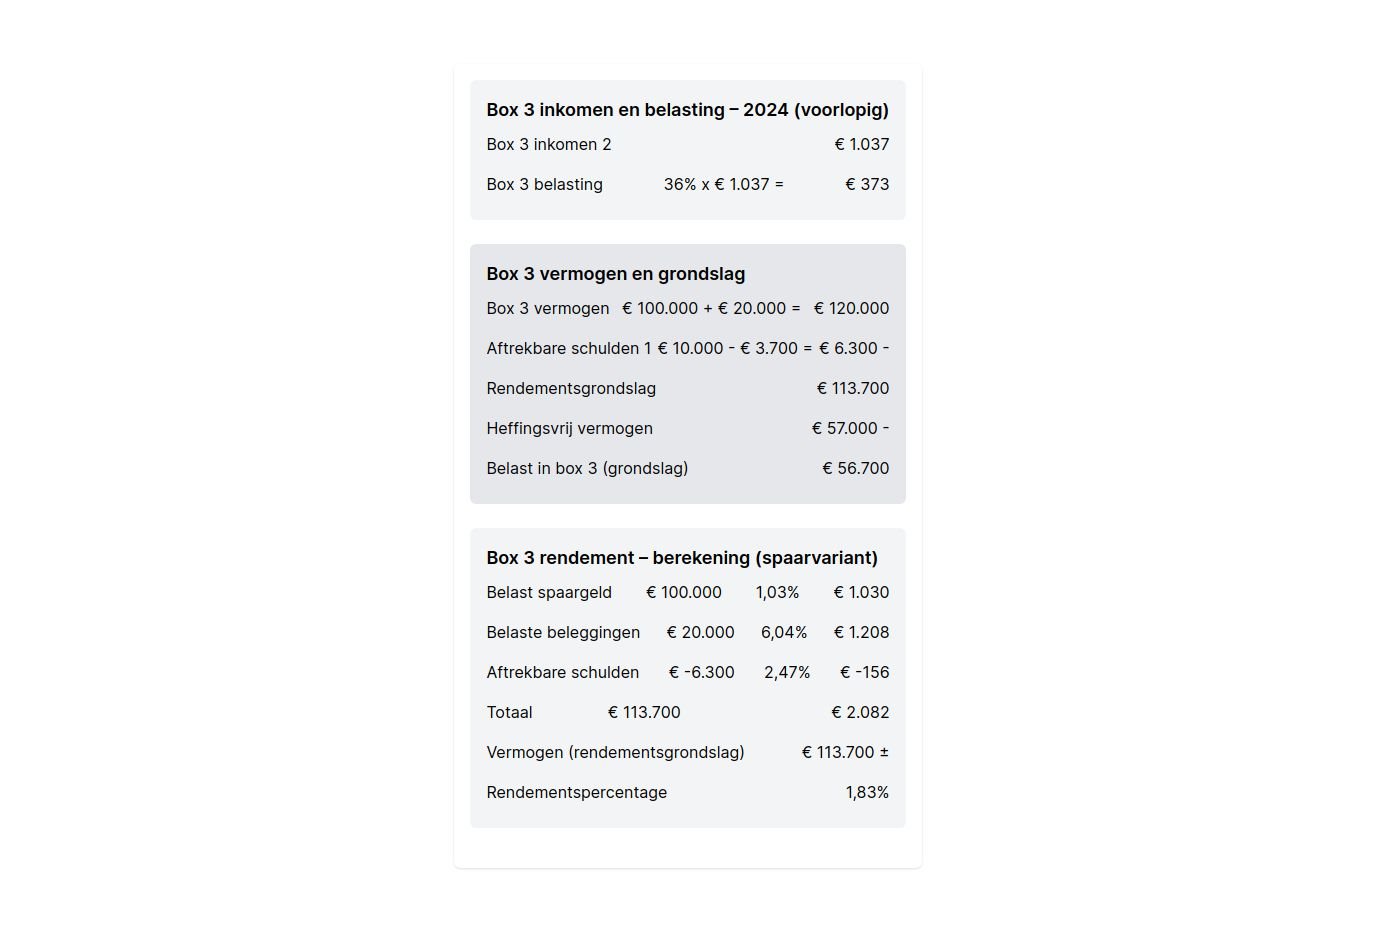 Box 3 inkomen en belasting – 2024 (voorlopig)
Box 3 inkomen 2 € 1.037
Box 3 belasting 36% x € 1.037 = € 373
Box 3 vermogen en grondslag
Box 3 vermogen € 100.000 + € 20.000 = € 120.000
Aftrekbare schulden 1 € 10.000 - € 3.700 = € 6.300 -
Rendementsgrondslag € 113.700
Heffingsvrij vermogen € 57.000 -
Belast in box 3 (grondslag) € 56.700
Box 3 rendement – berekening (spaarvariant)
Belast spaargeld € 100.000 1,03% € 1.030
Belaste beleggingen € 20.000 6,04% € 1.208
Aftrekbare schulden € -6.300 2,47% € -156
Totaal € 113.700 € 2.082
Vermogen (rendementsgrondslag) € 113.700 ±
Rendementspercentage 1,83%